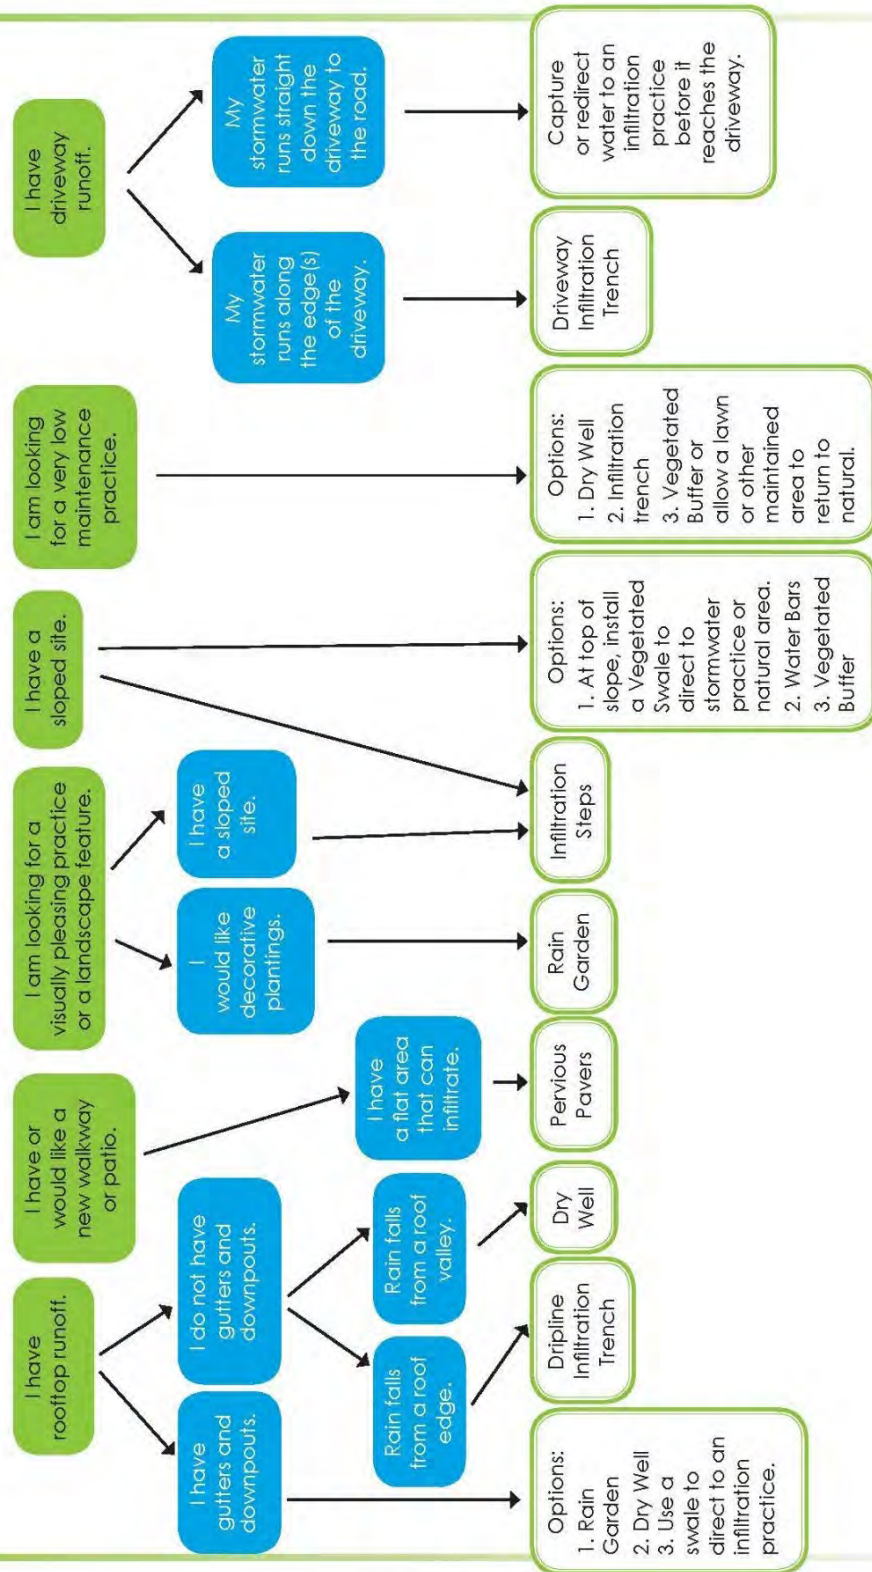 I have
rooftop runoff.
I have or
would like a
new walkway
or patio.
I am looking for a
visually pleasing practice
or a landscape feature.
I have a
sloped site.
I am looking
for a very low
maintenance
practice.
I have
driveway
runoff.
I have
gutters and
downpouts.
I do not have
gutters and
downpouts.
I
would like
decorative
plantings.
I have
a sloped
site.
My
stormwater
runs along
the edge(s)
of the
driveway.
My
stormwater
runs straight
down the
driveway to
the road.
Rain falls
from a roof
edge.
Rain falls
from a roof
valley.
I have
a flat area
that can
infiltrate.
Options:
1. Rain
Garden
2. Dry Well
3. Use a
swale to
direct to an
infiltration
practice.
Dripline
Infiltration
Trench
Dry
Well
Pervious
Pavers
Rain
Garden
Infiltration
Steps
Options:
1. At top of
slope, install
a Vegetated
Swale to
direct to
stormwater
practice or
natural area.
2. Water Bars
3. Vegetated
Buffer
Options:
1. Dry Well
2. Infiltration
trench
3. Vegetated
Buffer or
allow a lawn
or other
maintained
area to
return to
natural.
Driveway
Infiltration
Trench
Capture
or redirect
water to an
infiltration
practice
before it
reaches the
driveway.